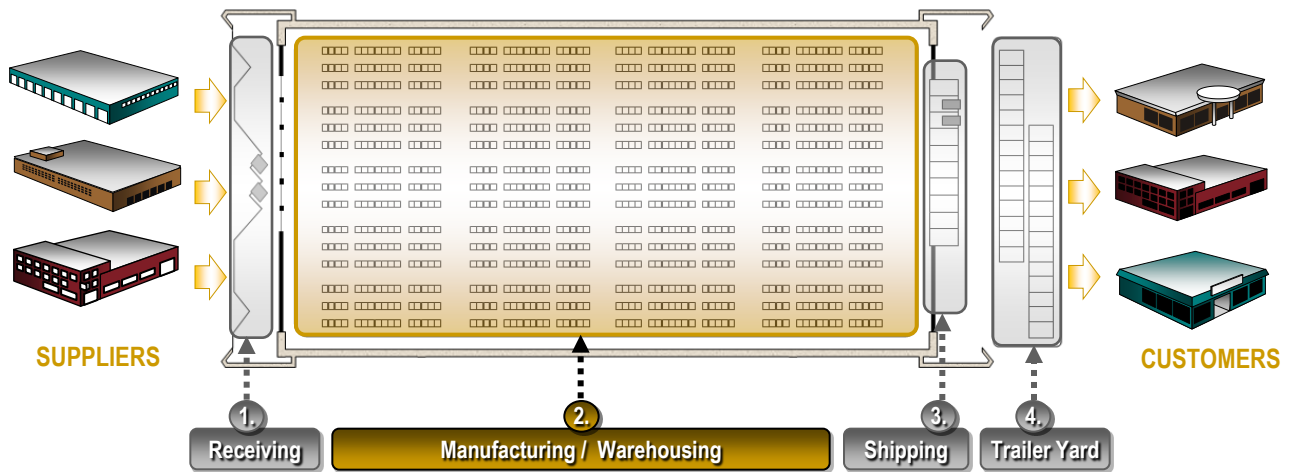 SUPPLIERS
CUSTOMERS
1.
Receiving
2.
Manufacturing / Warehousing
3.
Shipping
4.
Trailer Yard